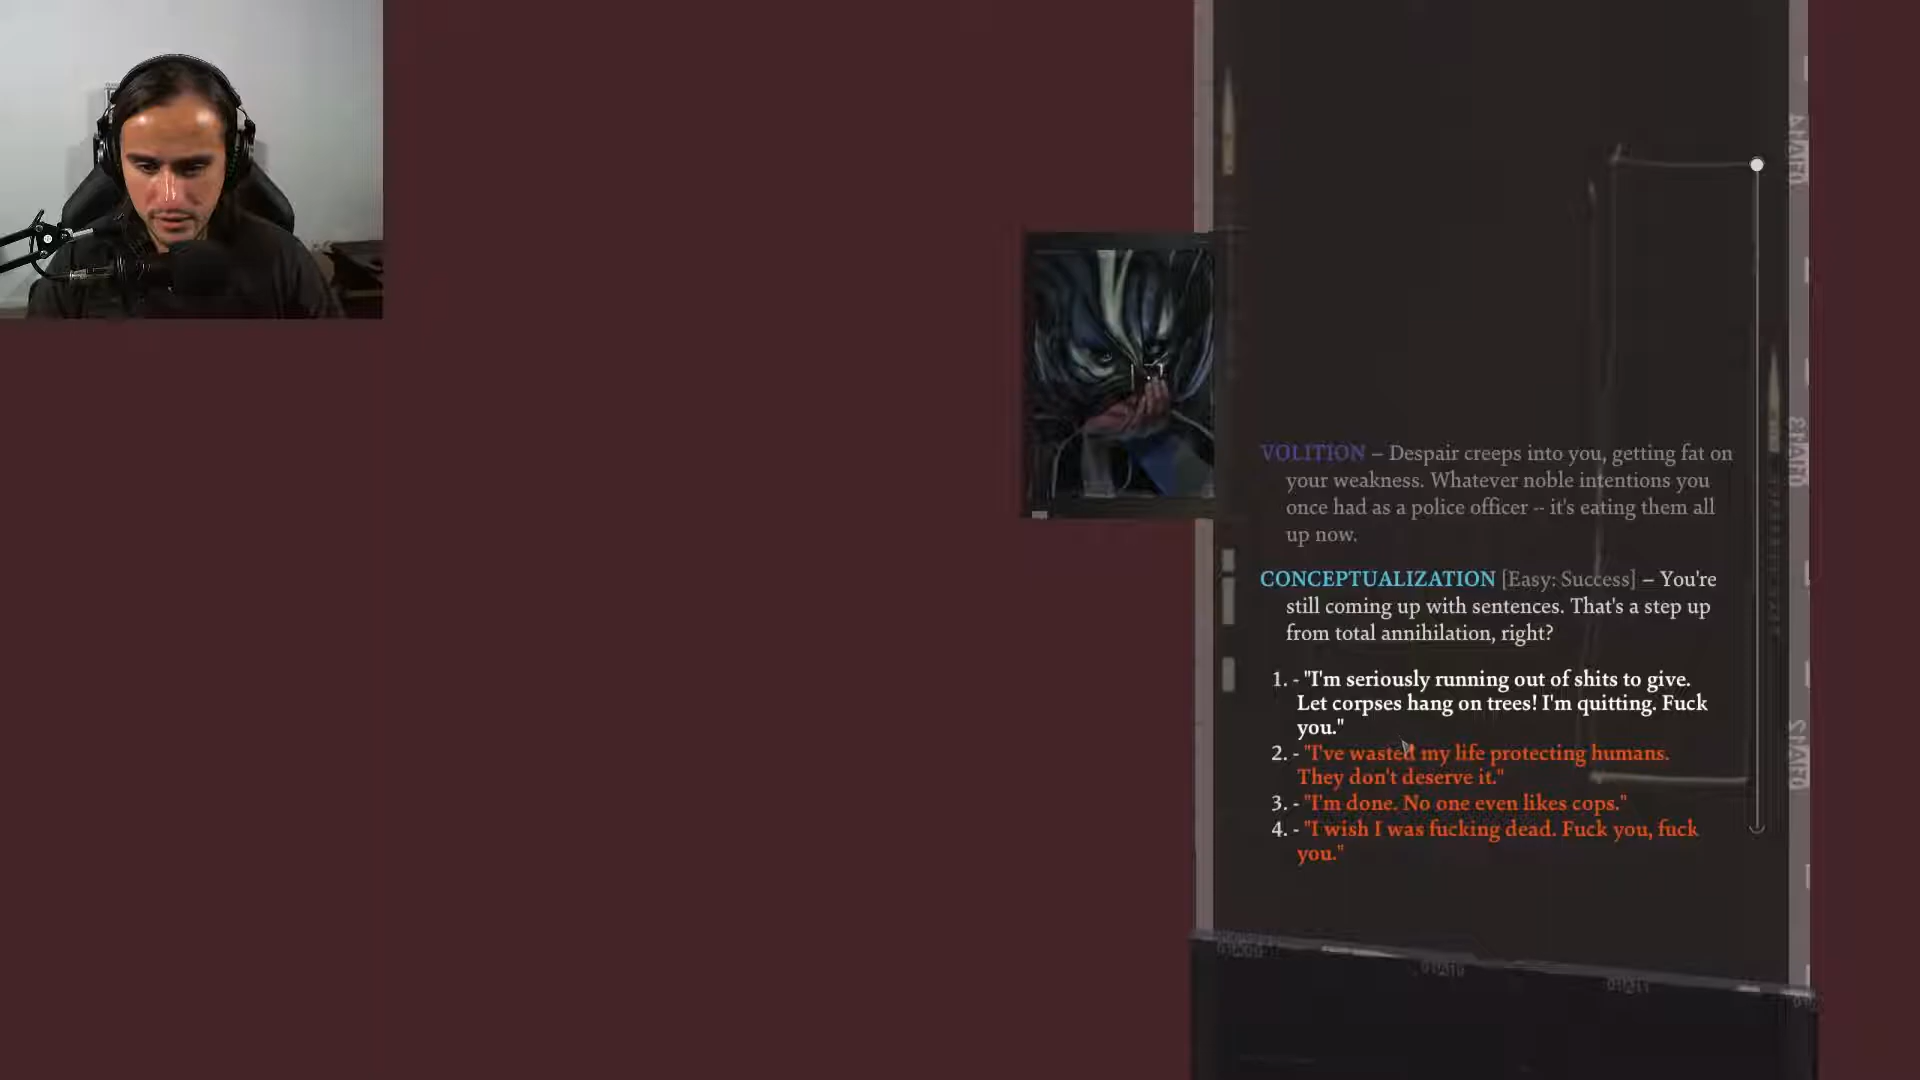 VOLITION – Despair creeps into you, getting fat on
your weakness. Whatever noble intentions you
once had as a police officer -- it's eating them all
up now.
CONCEPTUALIZATION [Easy: Success] – You're
still coming up with sentences. That's a step up
from total annihilation, right?
1. - "I'm seriously running out of shits to give.
Let corpses hang on trees! I'm quitting. Fuck
you."
2. - "I've wasted my life protecting humans.
They don't deserve it."
3. - "I'm done. No one even likes cops."
4. - "I wish I was fucking dead. Fuck you, fuck
you."